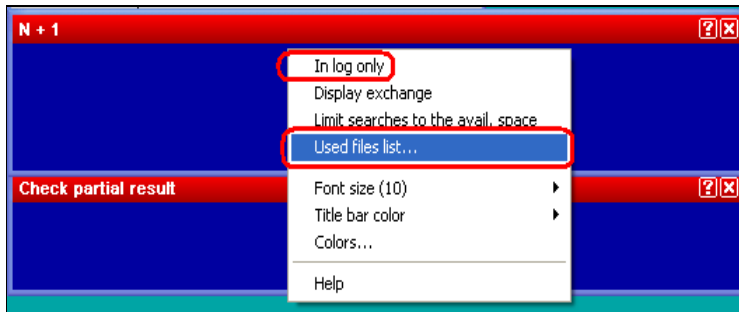 N + 1
In log only
Display exchange
Limit searches to the avail. space
Used files list...
Check partial result
Font size (10)
Title bar color
Colors...
Help